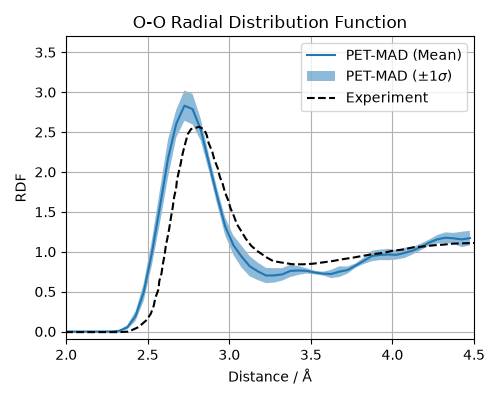 O-O Radial Distribution Function
PET-MAD (Mean)
PET-MAD (±1σ)
Experiment
RDF
3.5
3.0
2.5
2.0
1.5
1.0
0.5
0.0
2.0 2.5 3.0 3.5 4.0 4.5
Distance / Å